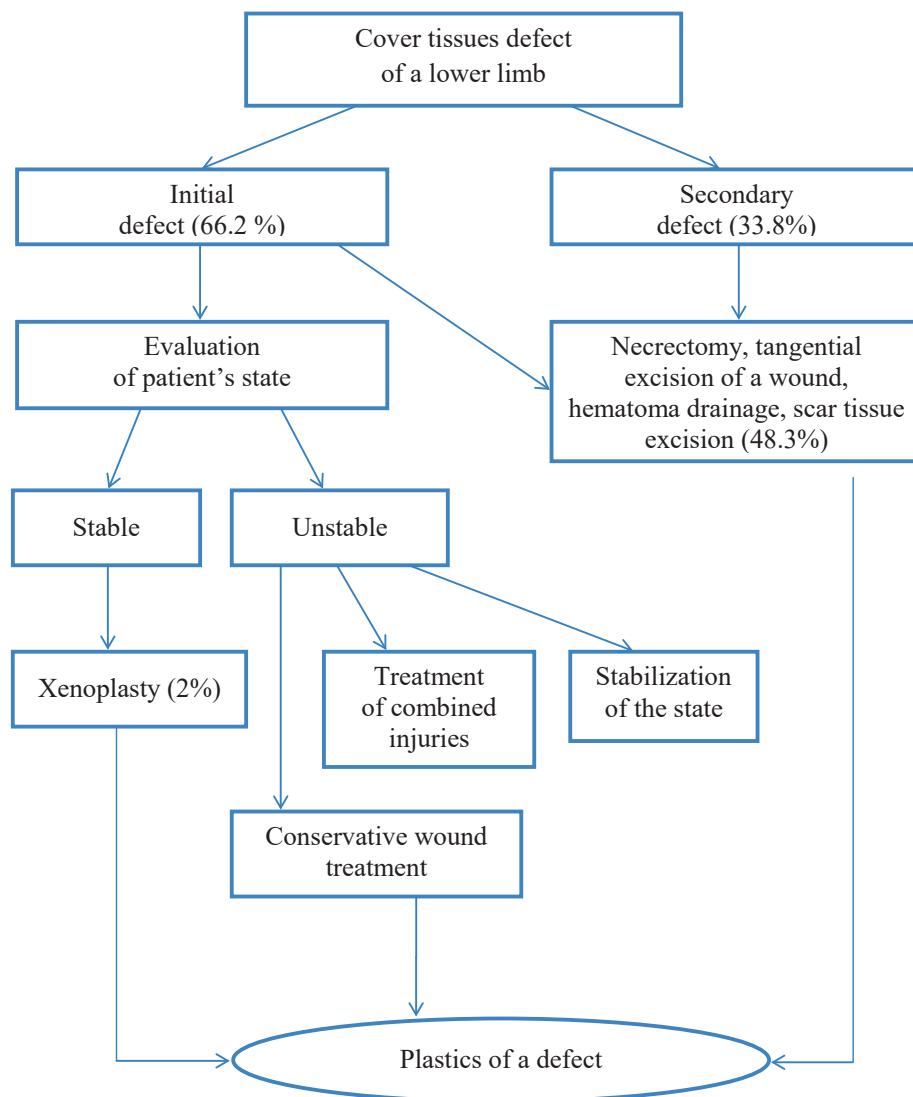 Cover tissues defect
of a lower limb
Initial
defect (66.2 %)
Secondary
defect (33.8%)
Evaluation
of patient’s state
Necrectomy, tangential
excision of a wound,
hematoma drainage, scar tissue
excision (48.3%)
Stable
Unstable
Xenoplasty (2%)
Treatment
of combined
injuries
Stabilization
of the state
Conservative wound
treatment
Plastics of a defect